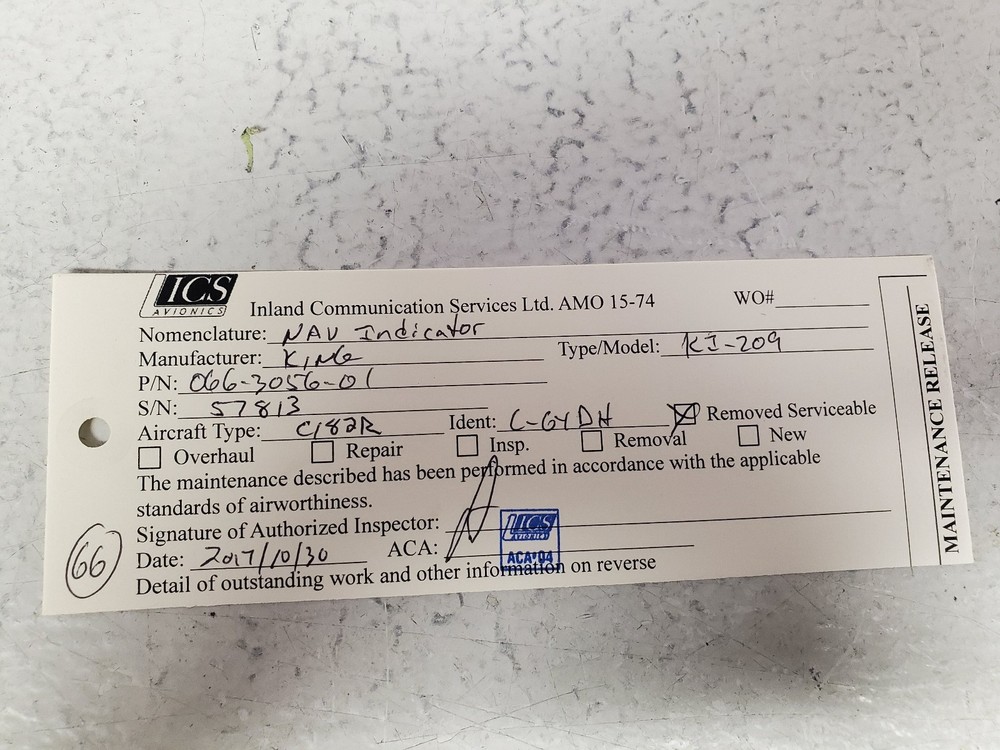 ICS
AVIONICS
Inland Communication Services Ltd. AMO 15-74 WO#
Nomenclature: NAV Indicator
Manufacturer: KING Type/Model: KI-209
P/N: 066-3056-01
S/N: 57813
Aircraft Type: C182R Ident: C-GYDH Removed Serviceable
Overhaul Repair Insp. Removal New
The maintenance described has been performed in accordance with the applicable
standards of airworthiness.
Signature of Authorized Inspector:
Date: 2017/10/30 ACA:
ICS
AVIONICS
ACA 04
Detail of outstanding work and other information on reverse
66
MAINTENANCE RELEASE